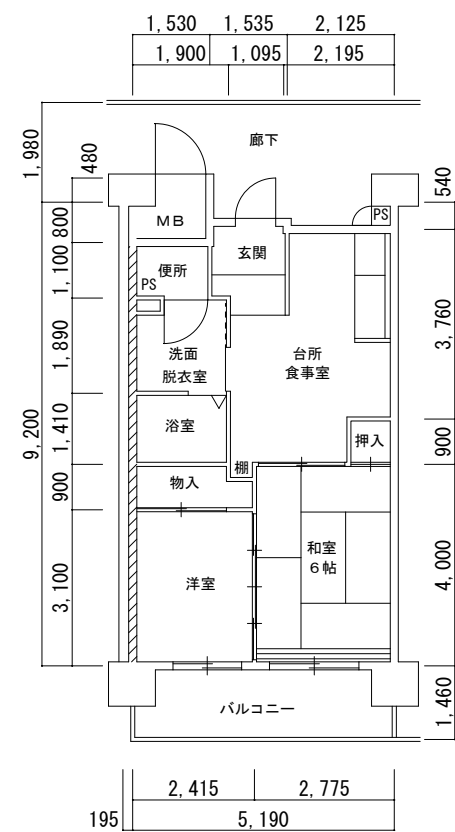 1,530 1,535 2,125
1,900 1,095 2,195
1,980
480
廊下
540
PS
MB
800
玄関
便所
1,100
PS
3,760
洗面
脱衣室
1,890
台所
食事室
9,200
浴室
1,410
押入
900
棚
物入
900
和室
6帖
4,000
洋室
3,100
バルコニー
1,460
2,415 2,775
195 5,190